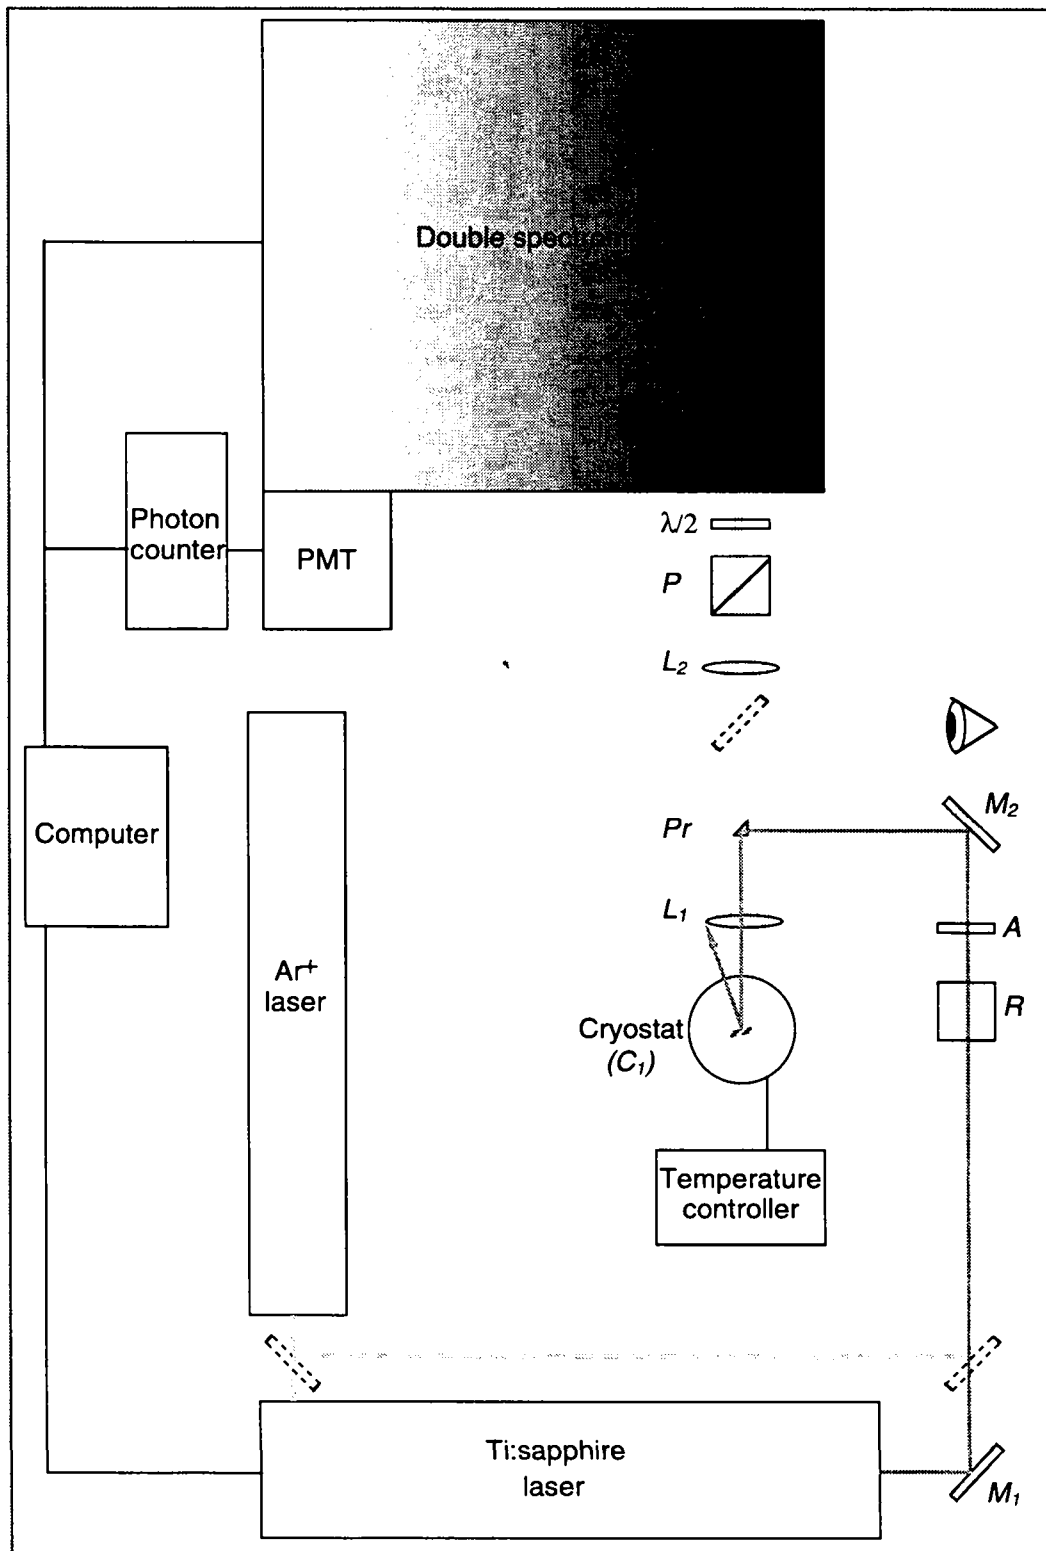 Double
Photon
counter
PMT
λ/2
P
L₂
Computer
M₂
Pr
L₁
A
Ar⁺
laser
R
Cryostat
(C₁)
Temperature
controller
Ti:sapphire
laser
M₁